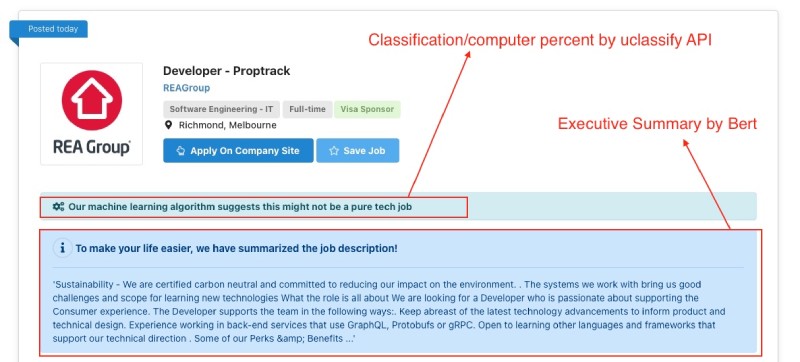 Posted today
Classification/computer percent by uclassify API
Developer - Proptrack
REAGroup
Software Engineering - IT Full-time Visa Sponsor
Richmond, Melbourne
REA Group
Apply On Company Site Save Job
Executive Summary by Bert
Our machine learning algorithm suggests this might not be a pure tech job
i To make your life easier, we have summarized the job description!
'Sustainability - We are certified carbon neutral and committed to reducing our impact on the environment. . The systems we work with bring us good
challenges and scope for learning new technologies What the role is all about We are looking for a Developer who is passionate about supporting the
Consumer experience. The Developer supports the team in the following ways:. Keep abreast of the latest technology advancements to inform product and
technical design. Experience working in back-end services that use GraphQL, Protobufs or gRPC. Open to learning other languages and frameworks that
support our technical direction . Some of our Perks &amp; Benefits ...'